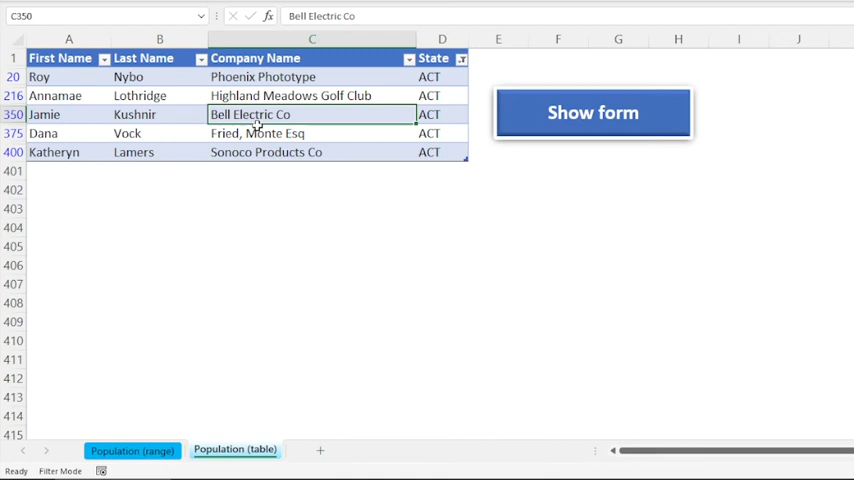 C350 Bell Electric Co
A B C D E F G H I J
1 First Name Last Name Company Name State
20 Roy Nybo Phoenix Phototype ACT
216 Annamae Lothridge Highland Meadows Golf Club ACT
350 Jamie Kushnir Bell Electric Co ACT
375 Dana Vock Fried, Monte Esq ACT
400 Katheryn Lamers Sonoco Products Co ACT
Show form
401
402
403
404
405
406
407
408
409
410
411
412
413
414
415
Population (range) Population (table)
Ready Filter Mode